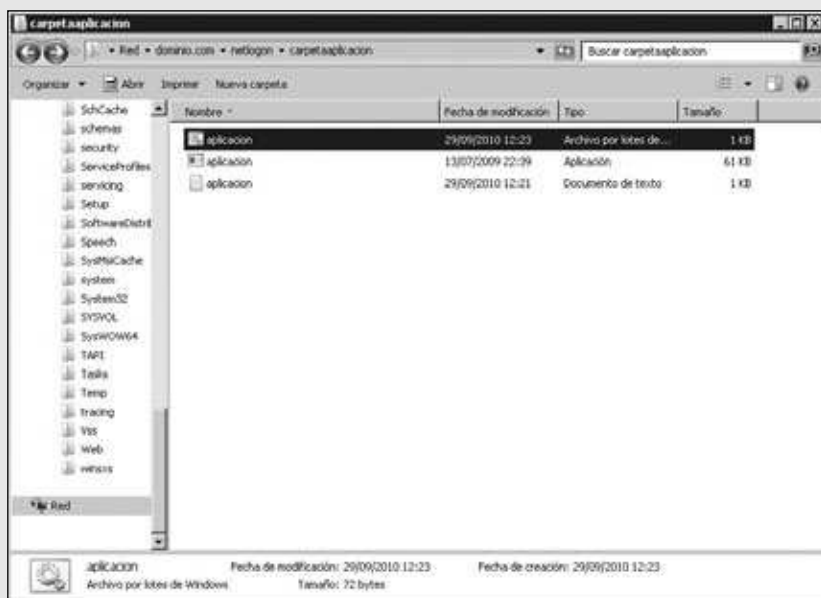 carpetaaplicacion
Red • dominio.com • netlogon • carpetaaplicacion
Buscar carpetaaplicacion
Organizar Abrir Imprimir Nueva carpeta
Nombre Fecha de modificación Tipo Tamaño
aplicacion 29/09/2010 12:23 Archivo por lotes de... 1 KB
aplicacion 13/07/2009 22:39 Aplicación 61 KB
aplicacion 29/09/2010 12:21 Documento de texto 1 KB
SchCache
schemas
security
ServiceProfiles
servicing
Setup
SoftwareDistri
Speech
SysMsiCache
system
System32
SYSVOL
SysWOW64
TAPI
Tasks
Temp
tracing
Vss
Web
winsxs
Red
aplicacion Fecha de modificación: 29/09/2010 12:23 Fecha de creación: 29/09/2010 12:23
Archivo por lotes de Windows Tamaño: 72 bytes